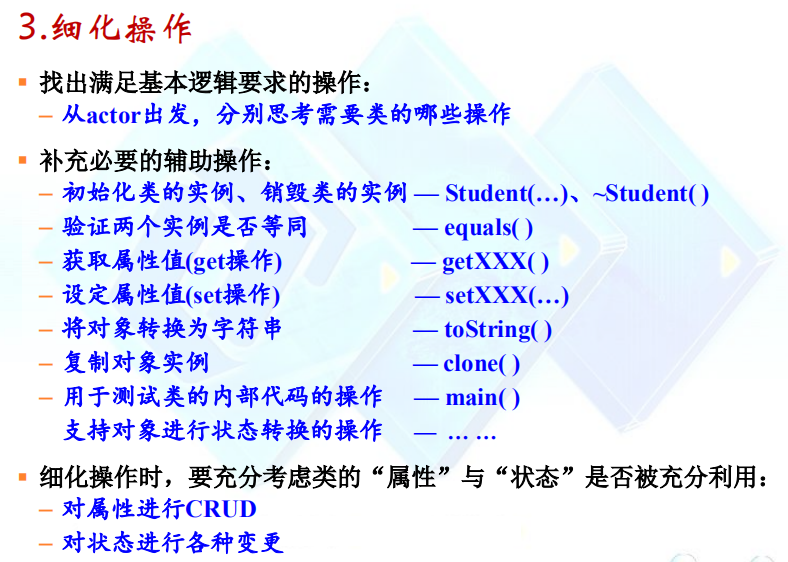 3.细化操作
▪ 找出满足基本逻辑要求的操作：
– 从actor出发，分别思考需要类的哪些操作
▪ 补充必要的辅助操作：
– 初始化类的实例、销毁类的实例 — Student(…)、~Student( )
– 验证两个实例是否等同 — equals( )
– 获取属性值(get操作) — getXXX( )
– 设定属性值(set操作) — setXXX(…)
– 将对象转换为字符串 — toString( )
– 复制对象实例 — clone( )
– 用于测试类的内部代码的操作 — main( )
支持对象进行状态转换的操作 — … …
▪ 细化操作时，要充分考虑类的“属性”与“状态”是否被充分利用：
– 对属性进行CRUD
– 对状态进行各种变更